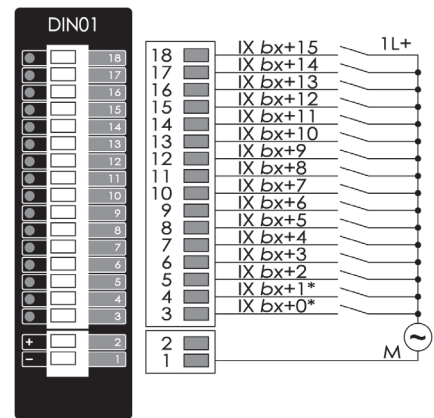 DIN01
18 18 IX bx+15 1L+
17 17 IX bx+14
16 16 IX bx+13
15 15 IX bx+12
14 14 IX bx+11
13 13 IX bx+10
12 12 IX bx+9
11 11 IX bx+8
10 10 IX bx+7
9 9 IX bx+6
8 8 IX bx+5
7 7 IX bx+4
6 6 IX bx+3
5 5 IX bx+2
4 4 IX bx+1*
3 3 IX bx+0*
+ 2 2
- 1 1 M
~